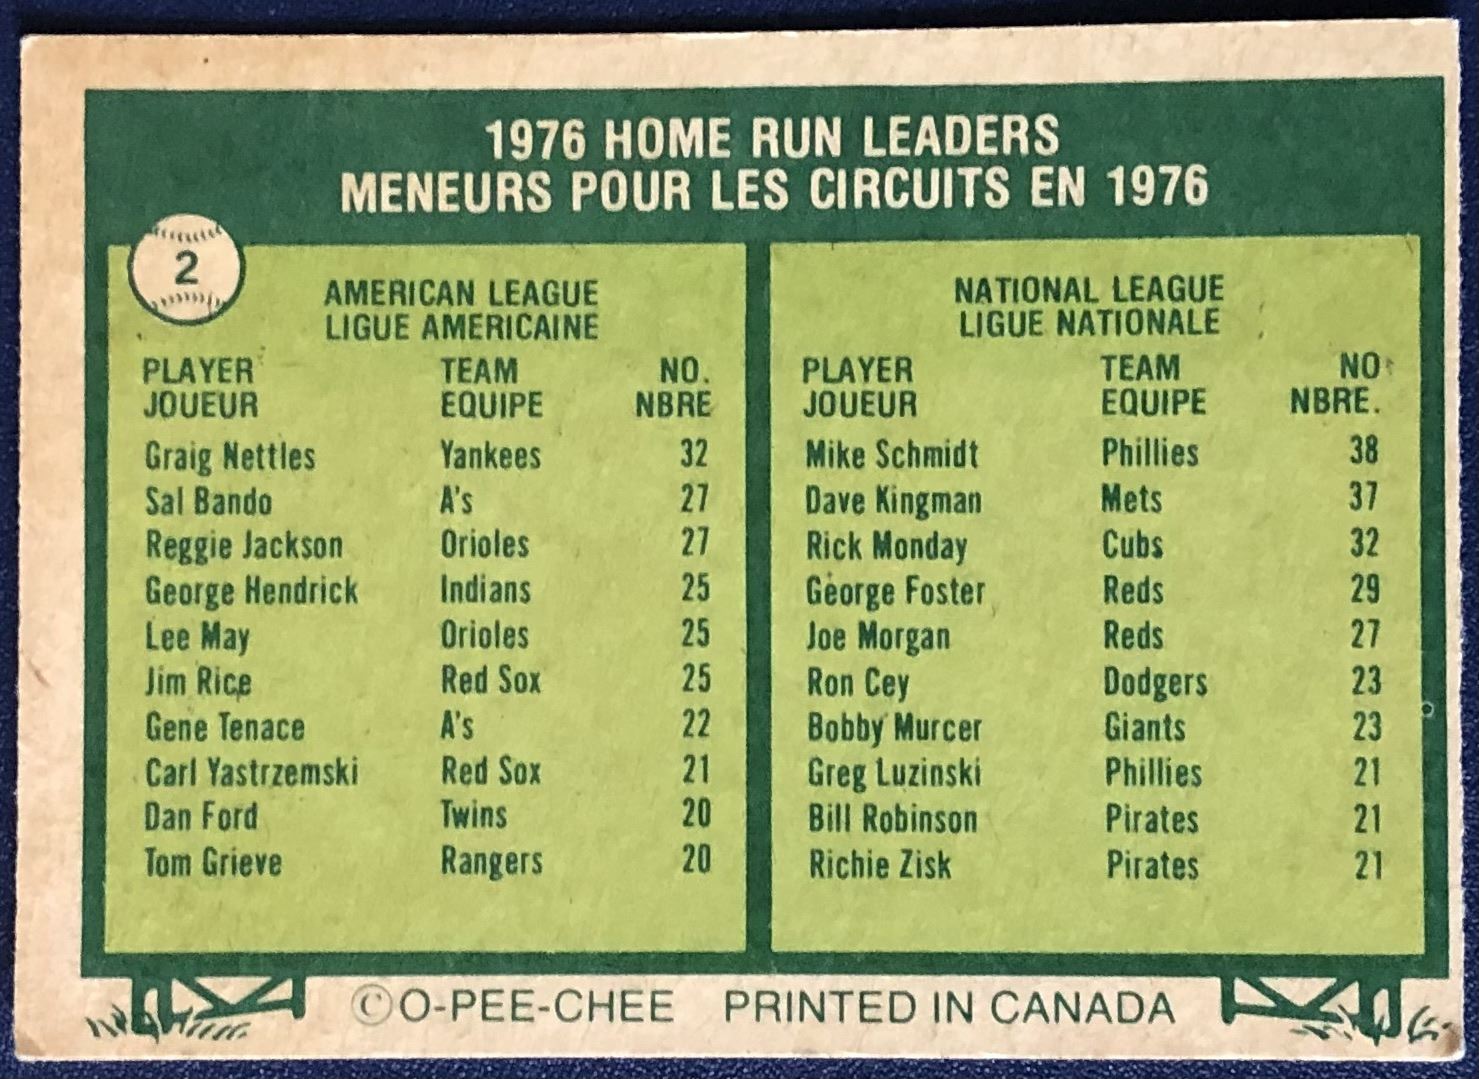 1976 HOME RUN LEADERS
MENEURS POUR LES CIRCUITS EN 1976
2
AMERICAN LEAGUE
LIGUE AMERICAINE
PLAYER TEAM NO.
JOUEUR EQUIPE NBRE
Graig Nettles Yankees 32
Sal Bando A's 27
Reggie Jackson Orioles 27
George Hendrick Indians 25
Lee May Orioles 25
Jim Rice Red Sox 25
Gene Tenace A's 22
Carl Yastrzemski Red Sox 21
Dan Ford Twins 20
Tom Grieve Rangers 20
NATIONAL LEAGUE
LIGUE NATIONALE
PLAYER TEAM NO
JOUEUR EQUIPE NBRE.
Mike Schmidt Phillies 38
Dave Kingman Mets 37
Rick Monday Cubs 32
George Foster Reds 29
Joe Morgan Reds 27
Ron Cey Dodgers 23
Bobby Murcer Giants 23
Greg Luzinski Phillies 21
Bill Robinson Pirates 21
Richie Zisk Pirates 21
©O-PEE-CHEE PRINTED IN CANADA